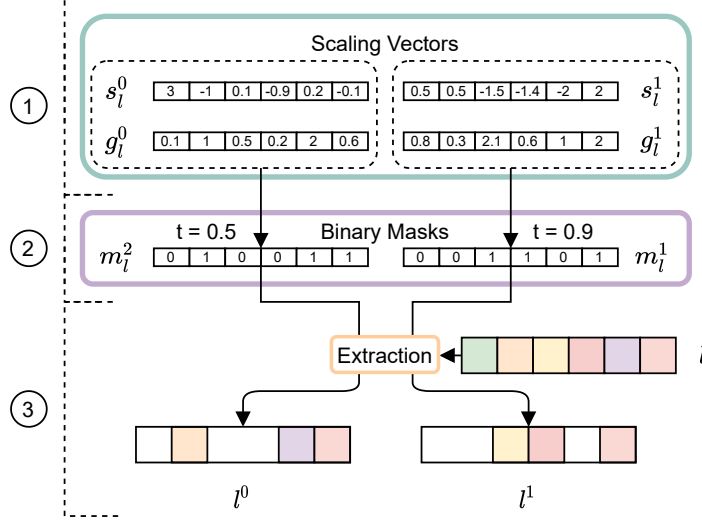 Scaling Vectors
1
s_l^0 3 -1 0.1 -0.9 0.2 -0.1 0.5 0.5 -1.5 -1.4 -2 2 s_l^1
g_l^0 0.1 1 0.5 0.2 2 0.6 0.8 0.3 2.1 0.6 1 2 g_l^1
2
t = 0.5 Binary Masks t = 0.9
m_l^2 0 1 0 0 1 1 0 0 1 1 0 1 m_l^1
Extraction
3
l^0 l^1